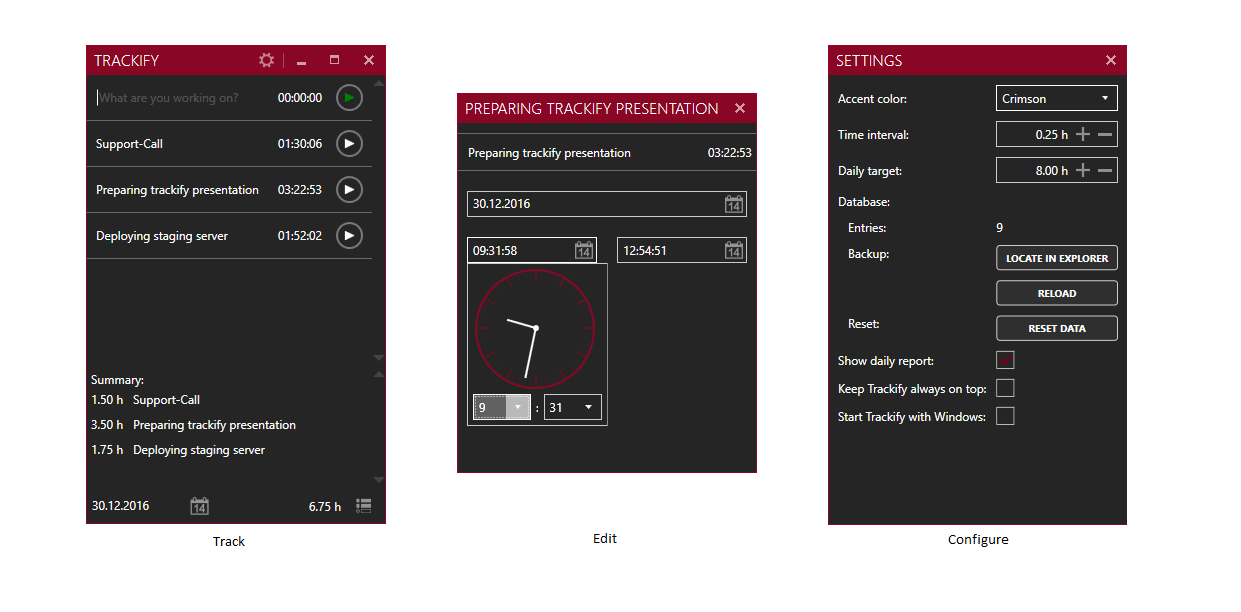 TRACKIFY
What are you working on? 00:00:00
Support-Call 01:30:06
Preparing trackify presentation 03:22:53
Deploying staging server 01:52:02
Summary:
1.50 h Support-Call
3.50 h Preparing trackify presentation
1.75 h Deploying staging server
30.12.2016 14 6.75 h
Track
PREPARING TRACKIFY PRESENTATION
Preparing trackify presentation 03:22:53
30.12.2016 14
09:31:58 14 12:54:51 14
9 : 31
Edit
SETTINGS
Accent color: Crimson
Time interval: 0.25 h
Daily target: 8.00 h
Database:
Entries: 9
Backup: LOCATE IN EXPLORER
RELOAD
Reset: RESET DATA
Show daily report:
Keep Trackify always on top:
Start Trackify with Windows:
Configure